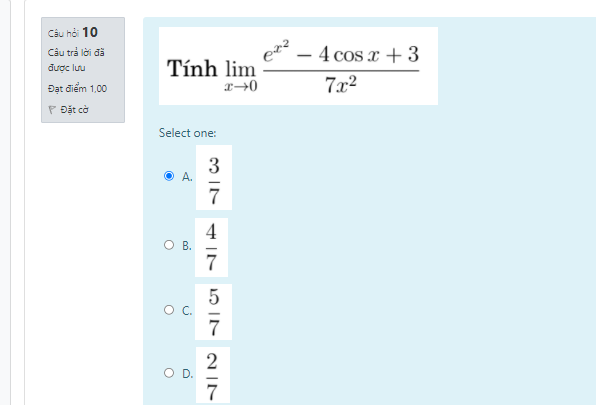 Câu hỏi 10
Câu trả lời đã
được lưu
Đạt điểm 1,00
Đặt cờ
Tính lim_{x→0} \frac{e^{x^2} − 4 cos x + 3}{7x^2}
Select one:
A. \frac{3}{7}
B. \frac{4}{7}
C. \frac{5}{7}
D. \frac{2}{7}